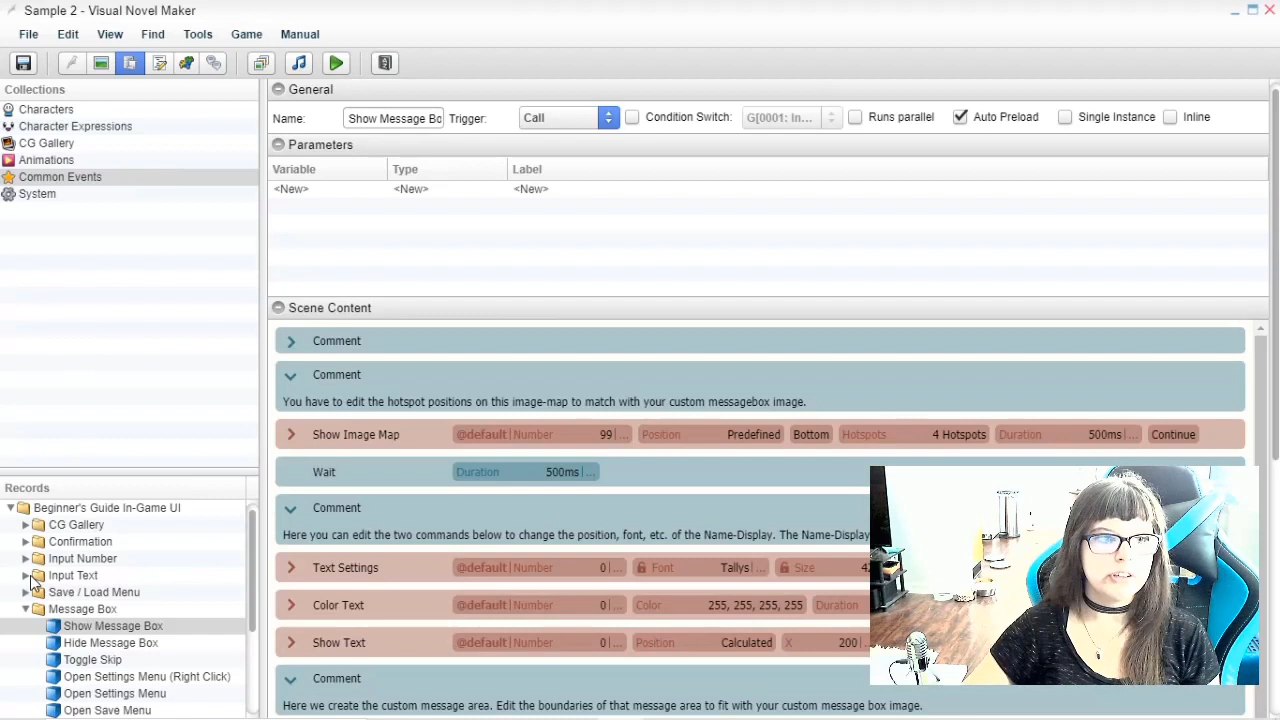 Sample 2 - Visual Novel Maker
File Edit View Find Tools Game Manual
Collections
Characters
Character Expressions
CG Gallery
Animations
Common Events
System
General
Name: Show Message Bo Trigger: Call Condition Switch: G[0001: In... Runs parallel Auto Preload Single Instance Inline
Parameters
Variable Type Label
<New> <New> <New>
Scene Content
Comment
Comment
You have to edit the hotspot positions on this image-map to match with your custom messagebox image.
Show Image Map @default | Number 99 | ... Position Predefined Bottom Hotspots 4 Hotspots Duration 500ms | ... Continue
Wait Duration 500ms | ...
Comment
Here you can edit the two commands below to change the position, font, etc. of the Name-Display. The Name-Display
Text Settings @default | Number 0 | ... Font Tallys | ... Size
Color Text @default | Number 0 | ... Color 255, 255, 255, 255 Duration
Show Text @default | Number 0 | ... Position Calculated X 200 | ...
Comment
Here we create the custom message area. Edit the boundaries of that message area to fit with your custom message box image.
Records
Beginner's Guide In-Game UI
CG Gallery
Confirmation
Input Number
Input Text
Save / Load Menu
Message Box
Show Message Box
Hide Message Box
Toggle Skip
Open Settings Menu (Right Click)
Open Settings Menu
Open Save Menu